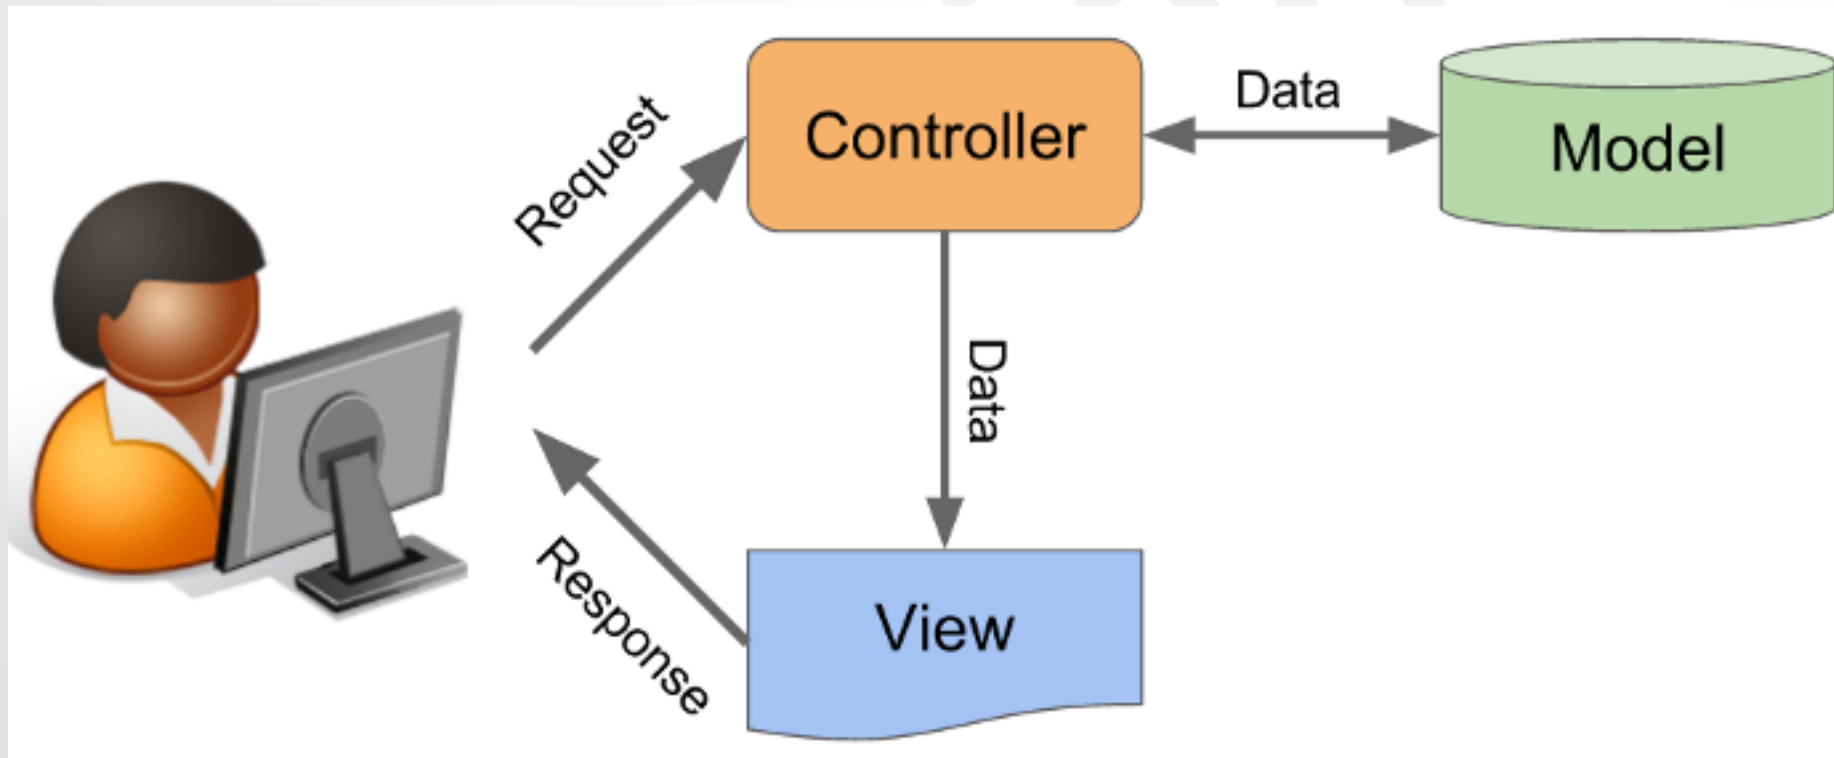 Request
Controller
Data
Model
Data
Response
View